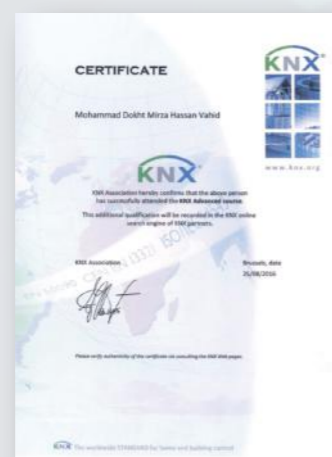 KNX
CERTIFICATE
Mohammad Dokht Mirza Hassan Vahid
www.knx.org
KNX
KNX Association hereby confirms that the above person
has successfully attended the KNX Advanced course.
This additional qualification will be recorded in the KNX online
search engine of KNX partners.
KNX Association
Brussels, date
26/08/2016
Please verify authenticity of the certificate via consulting the KNX Web pages.
KNX The worldwide STANDARD for home and building control